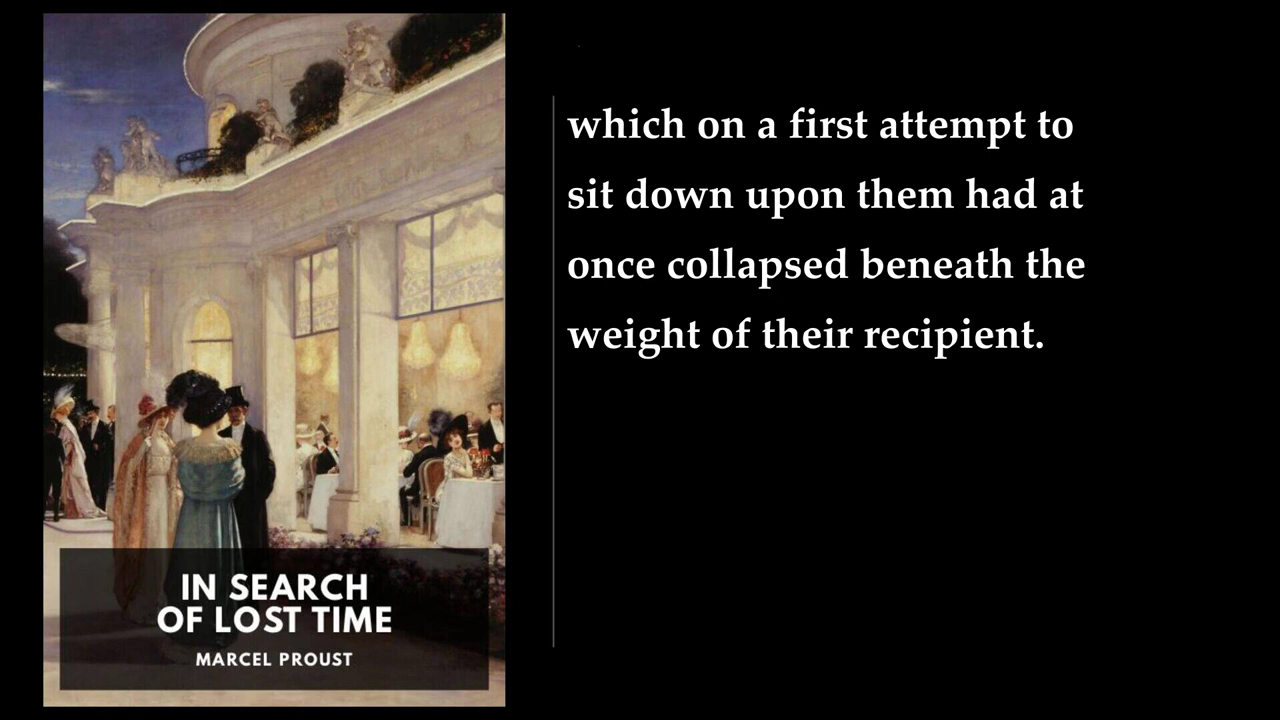 which on a first attempt to
sit down upon them had at
once collapsed beneath the
weight of their recipient.
IN SEARCH
OF LOST TIME
MARCEL PROUST